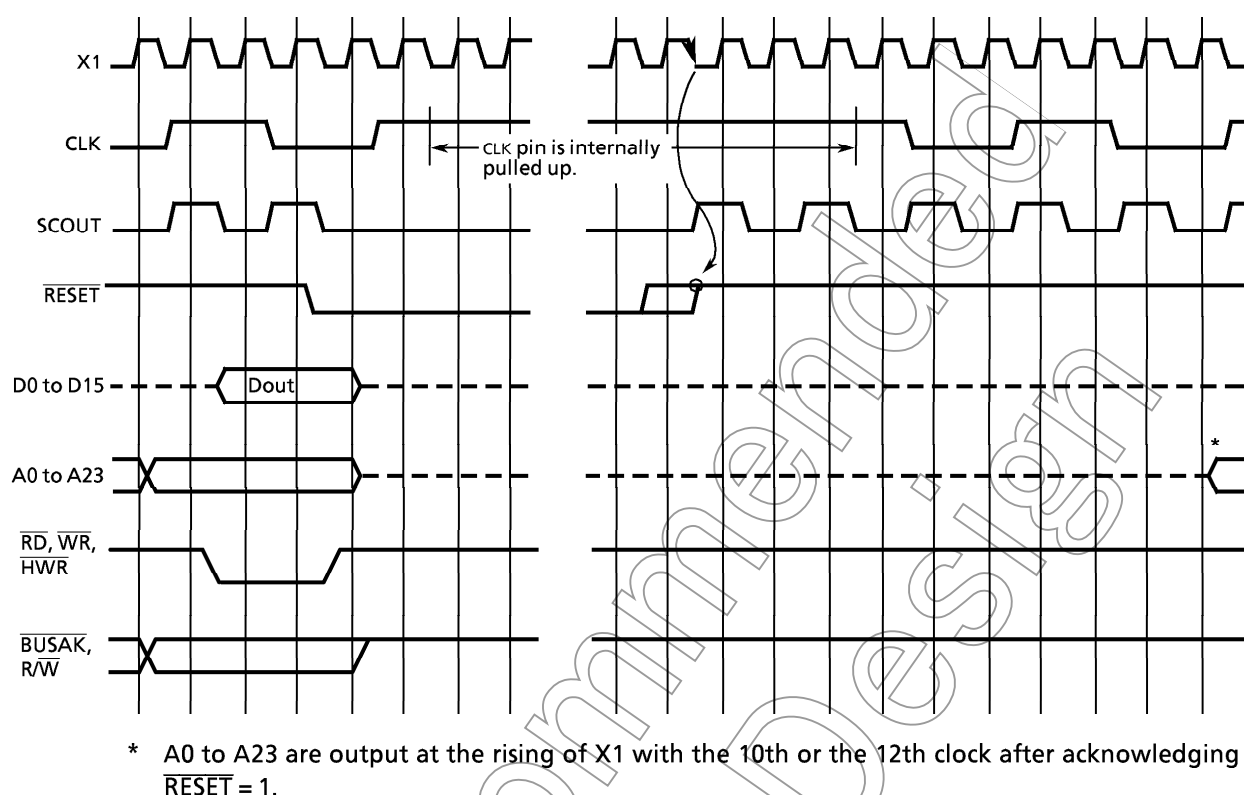 X1
CLK
CLK pin is internally
pulled up.
SCOUT
RESET
D0 to D15
Dout
A0 to A23
*
RD, WR,
HWR
BUSAK,
R/W
* A0 to A23 are output at the rising of X1 with the 10th or the 12th clock after acknowledging
RESET = 1.
ommended
Design